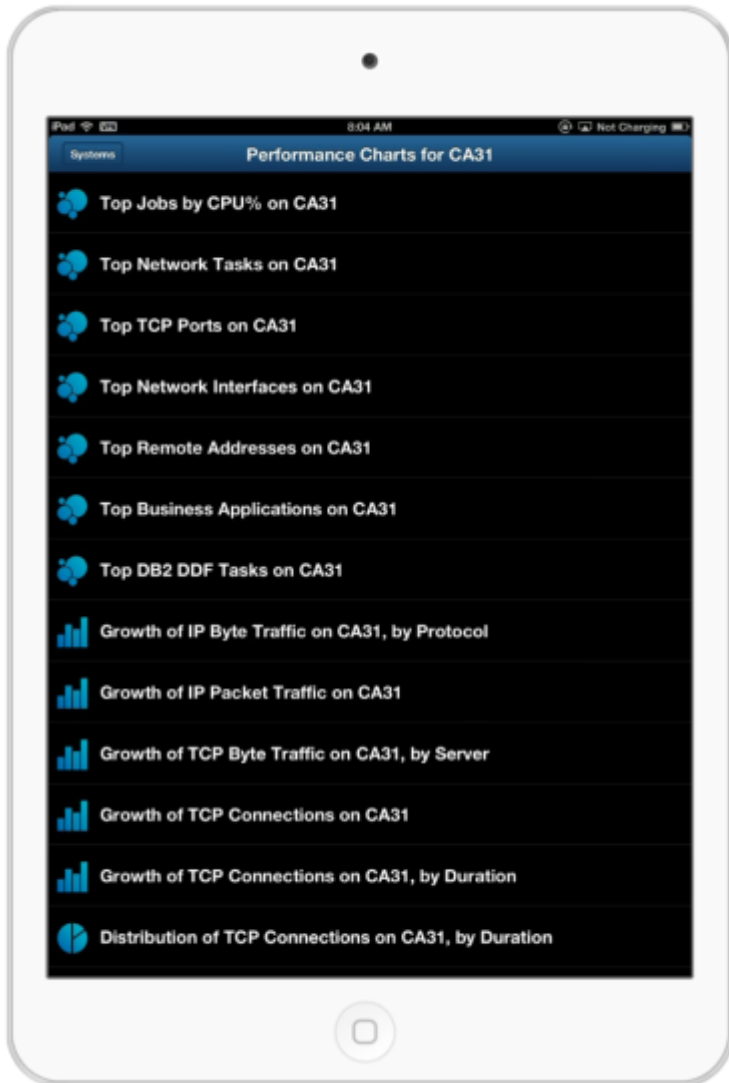 iPad VPN 8:04 AM Not Charging
Systems Performance Charts for CA31
Top Jobs by CPU% on CA31
Top Network Tasks on CA31
Top TCP Ports on CA31
Top Network Interfaces on CA31
Top Remote Addresses on CA31
Top Business Applications on CA31
Top DB2 DDF Tasks on CA31
Growth of IP Byte Traffic on CA31, by Protocol
Growth of IP Packet Traffic on CA31
Growth of TCP Byte Traffic on CA31, by Server
Growth of TCP Connections on CA31
Growth of TCP Connections on CA31, by Duration
Distribution of TCP Connections on CA31, by Duration